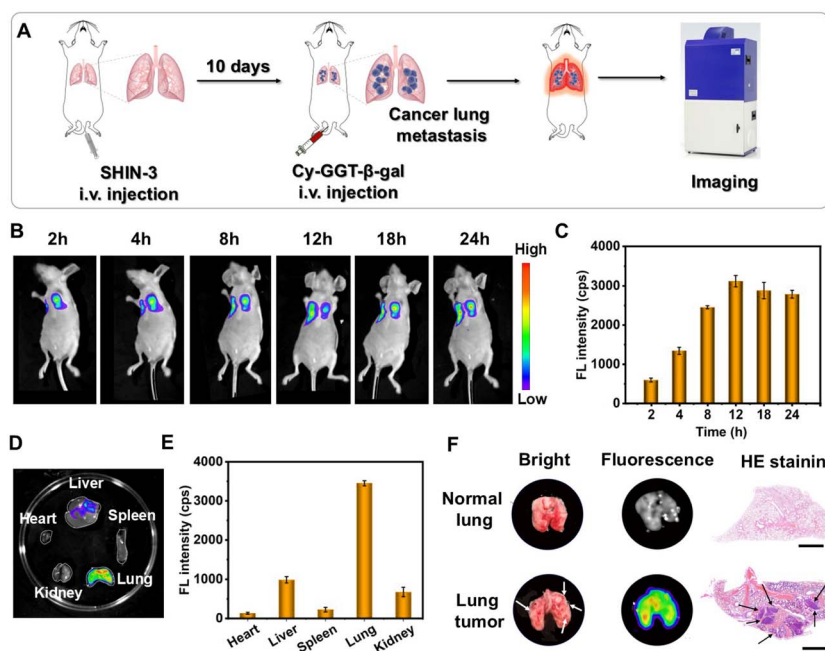 A
10 days
Cancer lung
metastasis
SHIN-3
i.v. injection
Cy-GGT-β-gal
i.v. injection
Imaging
B
2h 4h 8h 12h 18h 24h
High
Low
C
FL intensity (cps)
4000
3000
2000
1000
0
2 4 8 12 18 24
Time (h)
D
Liver
Heart
Spleen
Kidney
Lung
E
FL intensity (cps)
4000
3000
2000
1000
0
Heart Liver Spleen Lung Kidney
F
Bright Fluorescence HE staining
Normal
lung
Lung
tumor